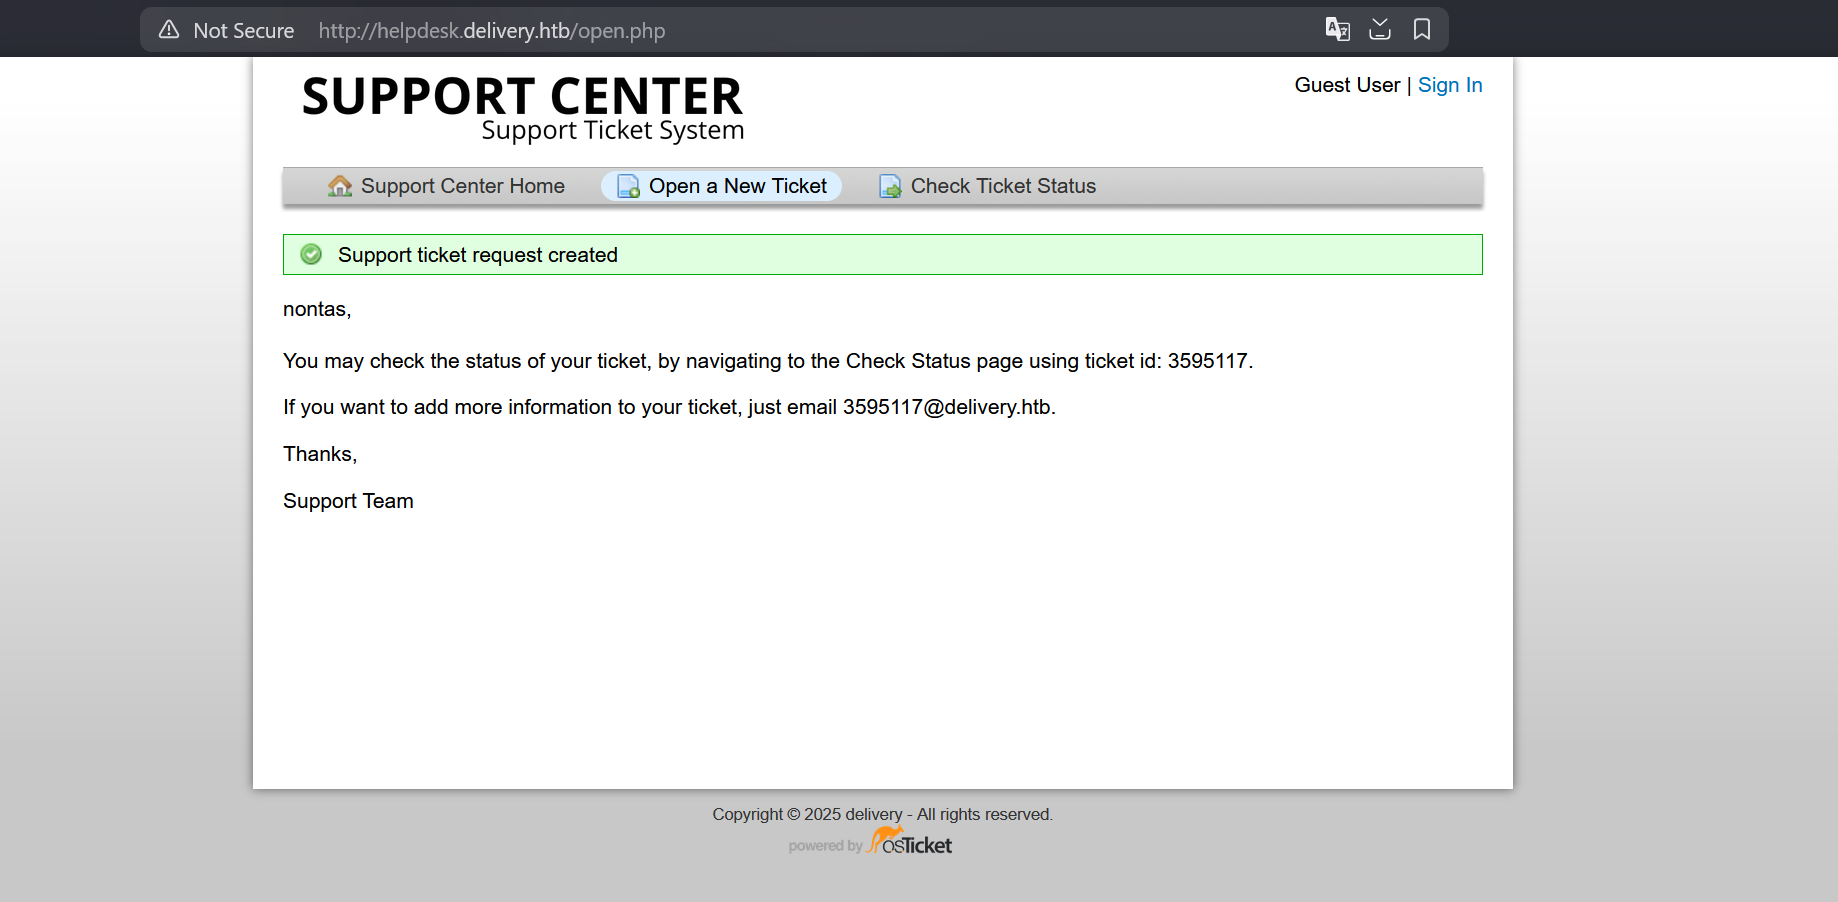 Not Secure http://helpdesk.delivery.htb/open.php
SUPPORT CENTER
Support Ticket System
Guest User | Sign In
Support Center Home Open a New Ticket Check Ticket Status
Support ticket request created
nontas,
You may check the status of your ticket, by navigating to the Check Status page using ticket id: 3595117.
If you want to add more information to your ticket, just email 3595117@delivery.htb.
Thanks,
Support Team
Copyright © 2025 delivery - All rights reserved.
powered by osTicket